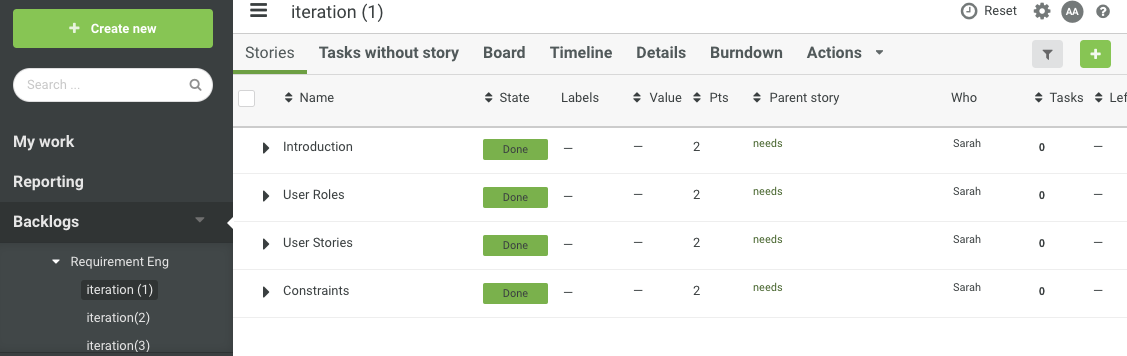 + Create new
Search ...
My work
Reporting
Backlogs
Requirement Eng
iteration (1)
iteration(2)
iteration(3)
iteration (1)
Reset AA ?
Stories Tasks without story Board Timeline Details Burndown Actions +
Name State Labels Value Pts Parent story Who Tasks Lef
Introduction Done — — 2 needs Sarah 0 —
User Roles Done — — 2 needs Sarah 0 —
User Stories Done — — 2 needs Sarah 0 —
Constraints Done — — 2 needs Sarah 0 —